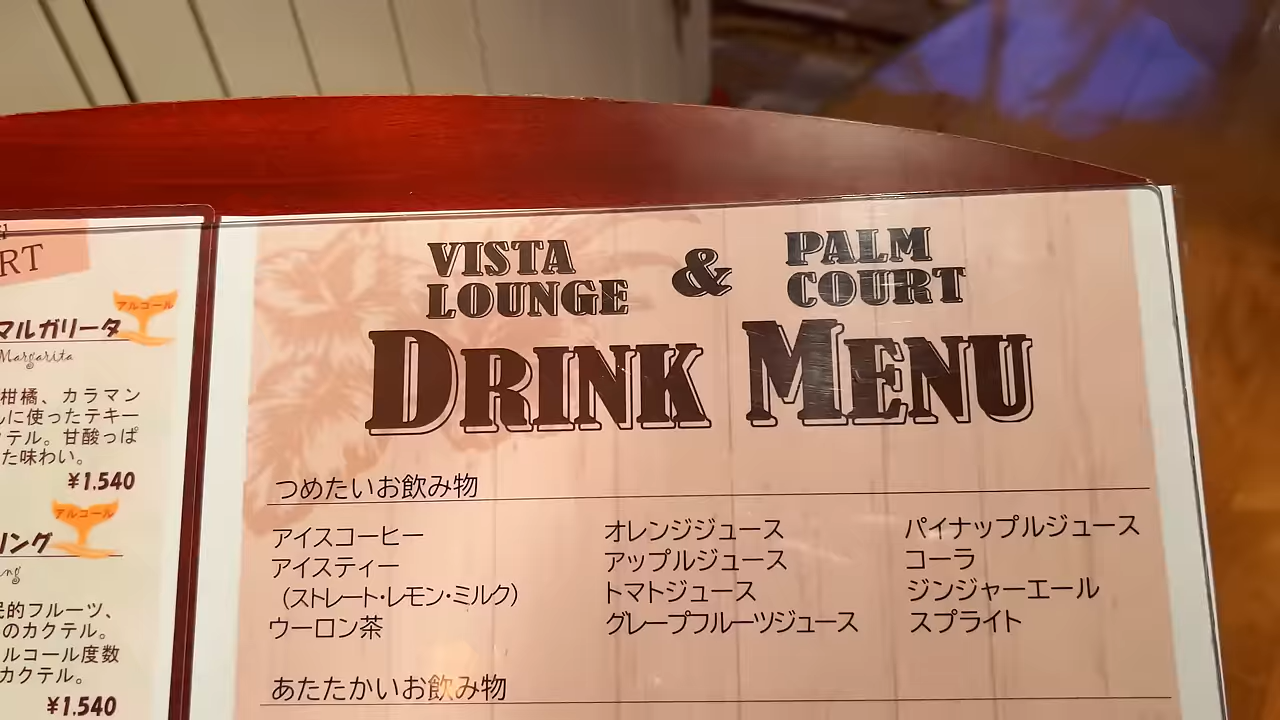 RT
アルコール
マルガリータ
Margarita
柑橘、カラマン
に使ったテキー
テル。甘酸っぱ
た味わい。
¥1.540
アルコール
リング
ng
的フルーツ、
のカクテル。
ルコール度数
カクテル。
¥1.540
VISTA LOUNGE & PALM COURT
DRINK MENU
つめたいお飲み物
アイスコーヒー
アイスティー
(ストレート・レモン・ミルク)
ウーロン茶
オレンジジュース
アップルジュース
トマトジュース
グレープフルーツジュース
パイナップルジュース
コーラ
ジンジャーエール
スプライト
あたたかいお飲み物